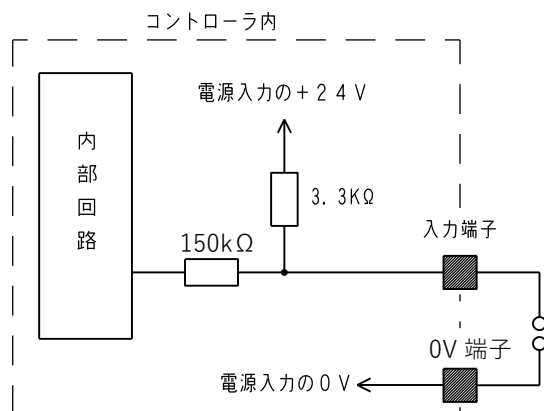 コントローラ内
電源入力の+24V
内部回路
3.3KΩ
入力端子
150kΩ
0V 端子
電源入力の0V